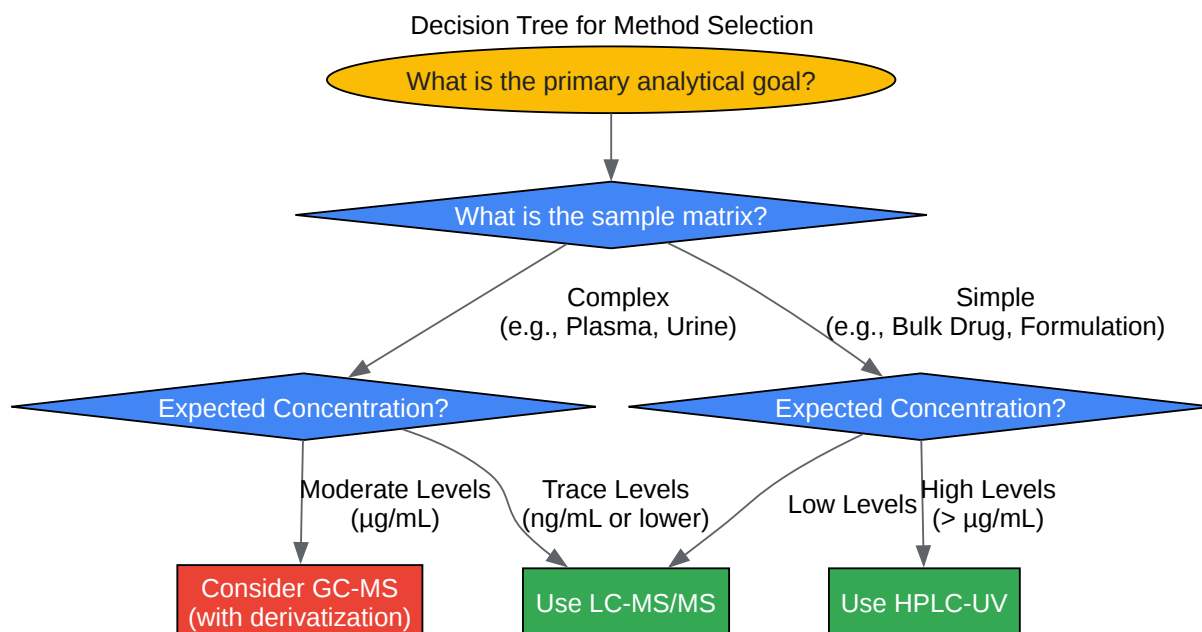 Decision Tree for Method Selection
What is the primary analytical goal?
What is the sample matrix?
Complex
(e.g., Plasma, Urine)
Simple
(e.g., Bulk Drug, Formulation)
Expected Concentration?
Expected Concentration?
Moderate Levels
(µg/mL)
Trace Levels
(ng/mL or lower)
Low Levels
High Levels
(> µg/mL)
Consider GC-MS
(with derivatization)
Use LC-MS/MS
Use HPLC-UV